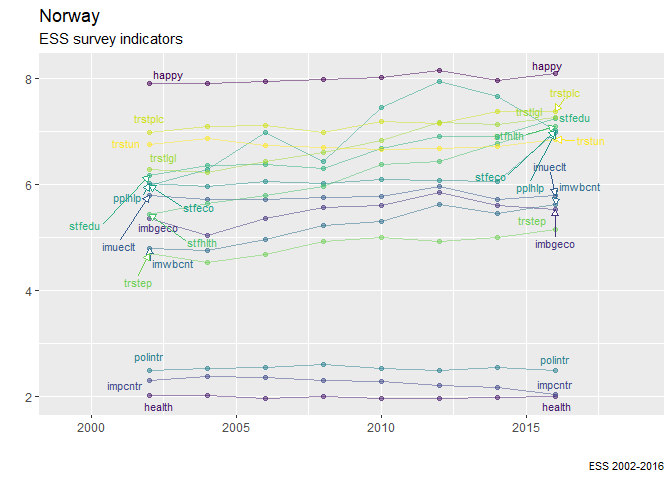 Norway
ESS survey indicators
happy
happy
8
trstplc
trstplc
trstlgl
stfedu
trstun
stfhlth
trstun
trstlgl
imueclt
stfeco
6
pplhlp
imwbcnt
pplhlp
stfeco
trstep
stfedu
imbgeco
stfhlth
imbgeco
imueclt
imwbcnt
trstep
4
polintr
polintr
impcntr
impcntr
2
health
health
2000
2005
2010
2015
ESS 2002-2016